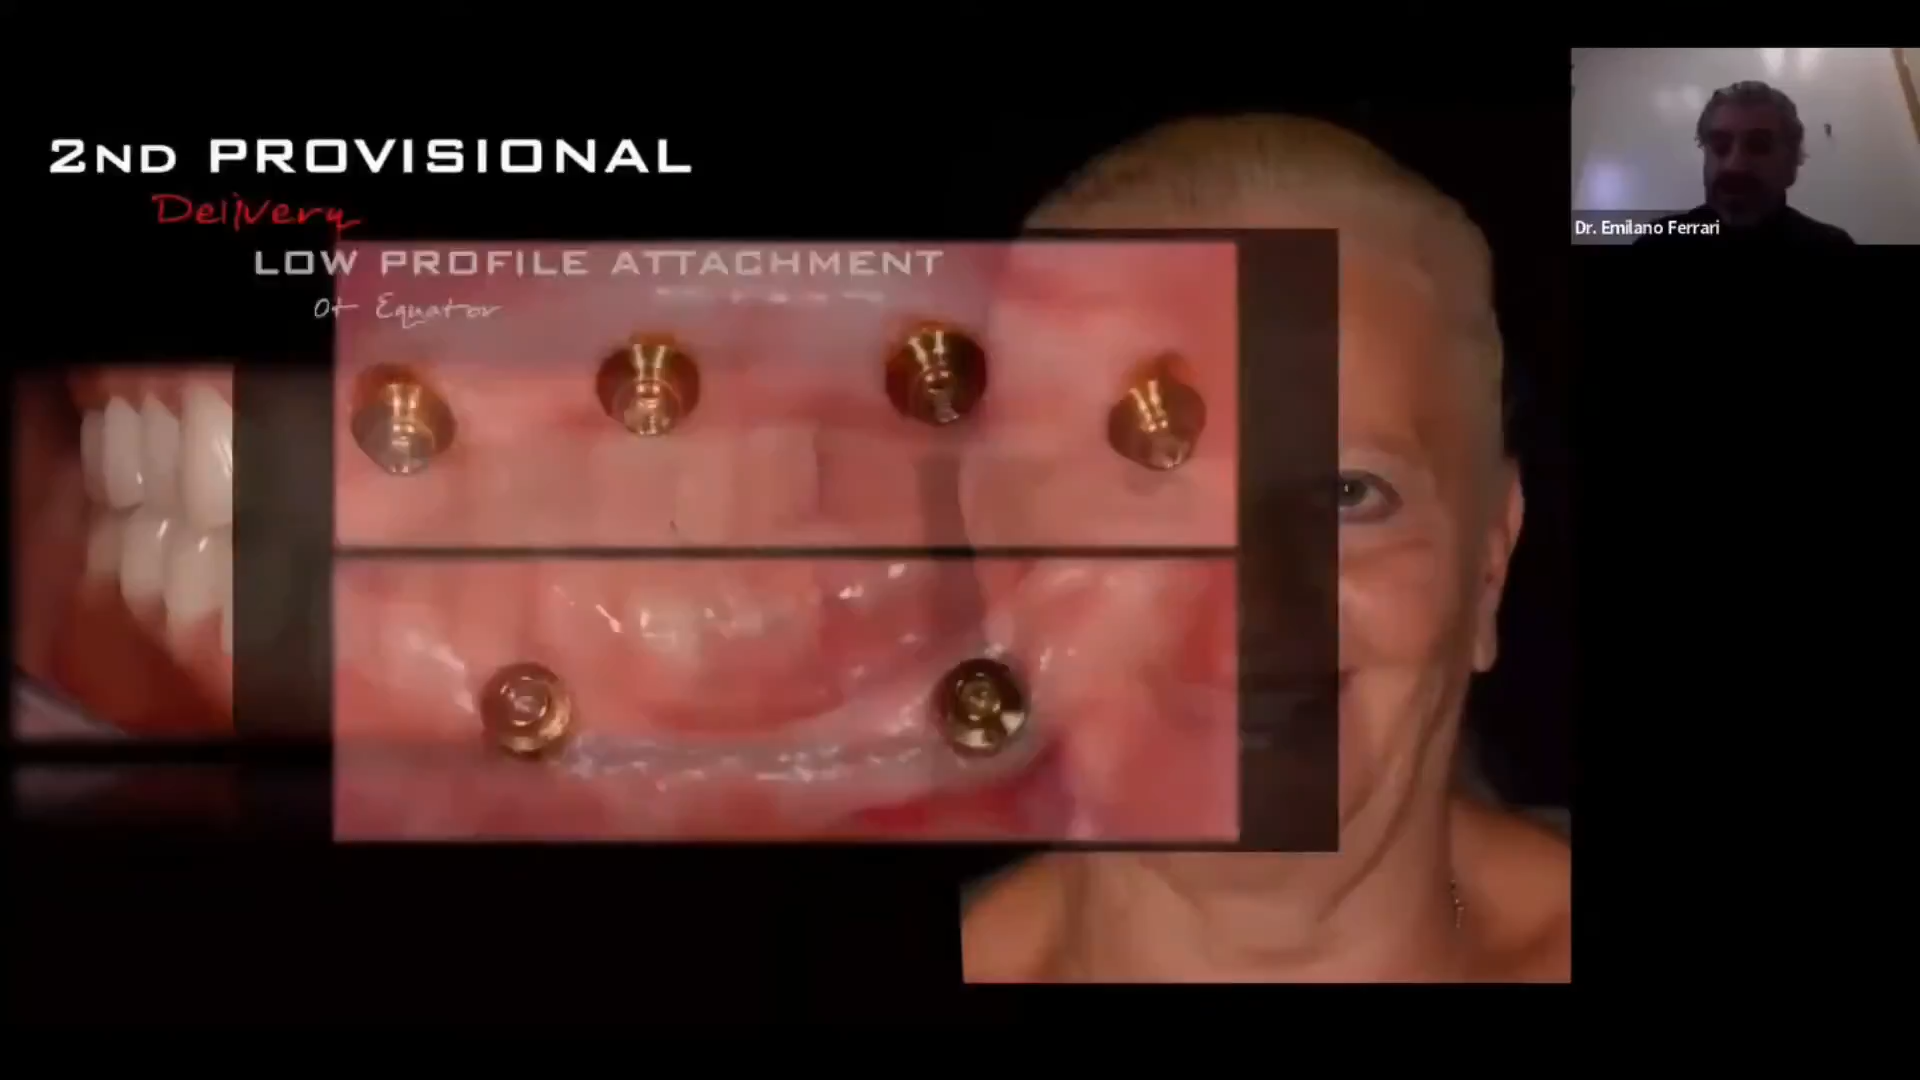 2ND PROVISIONAL
Delivery
LOW PROFILE ATTACHMENT
Ot Equator
Dr. Emilano Ferrari